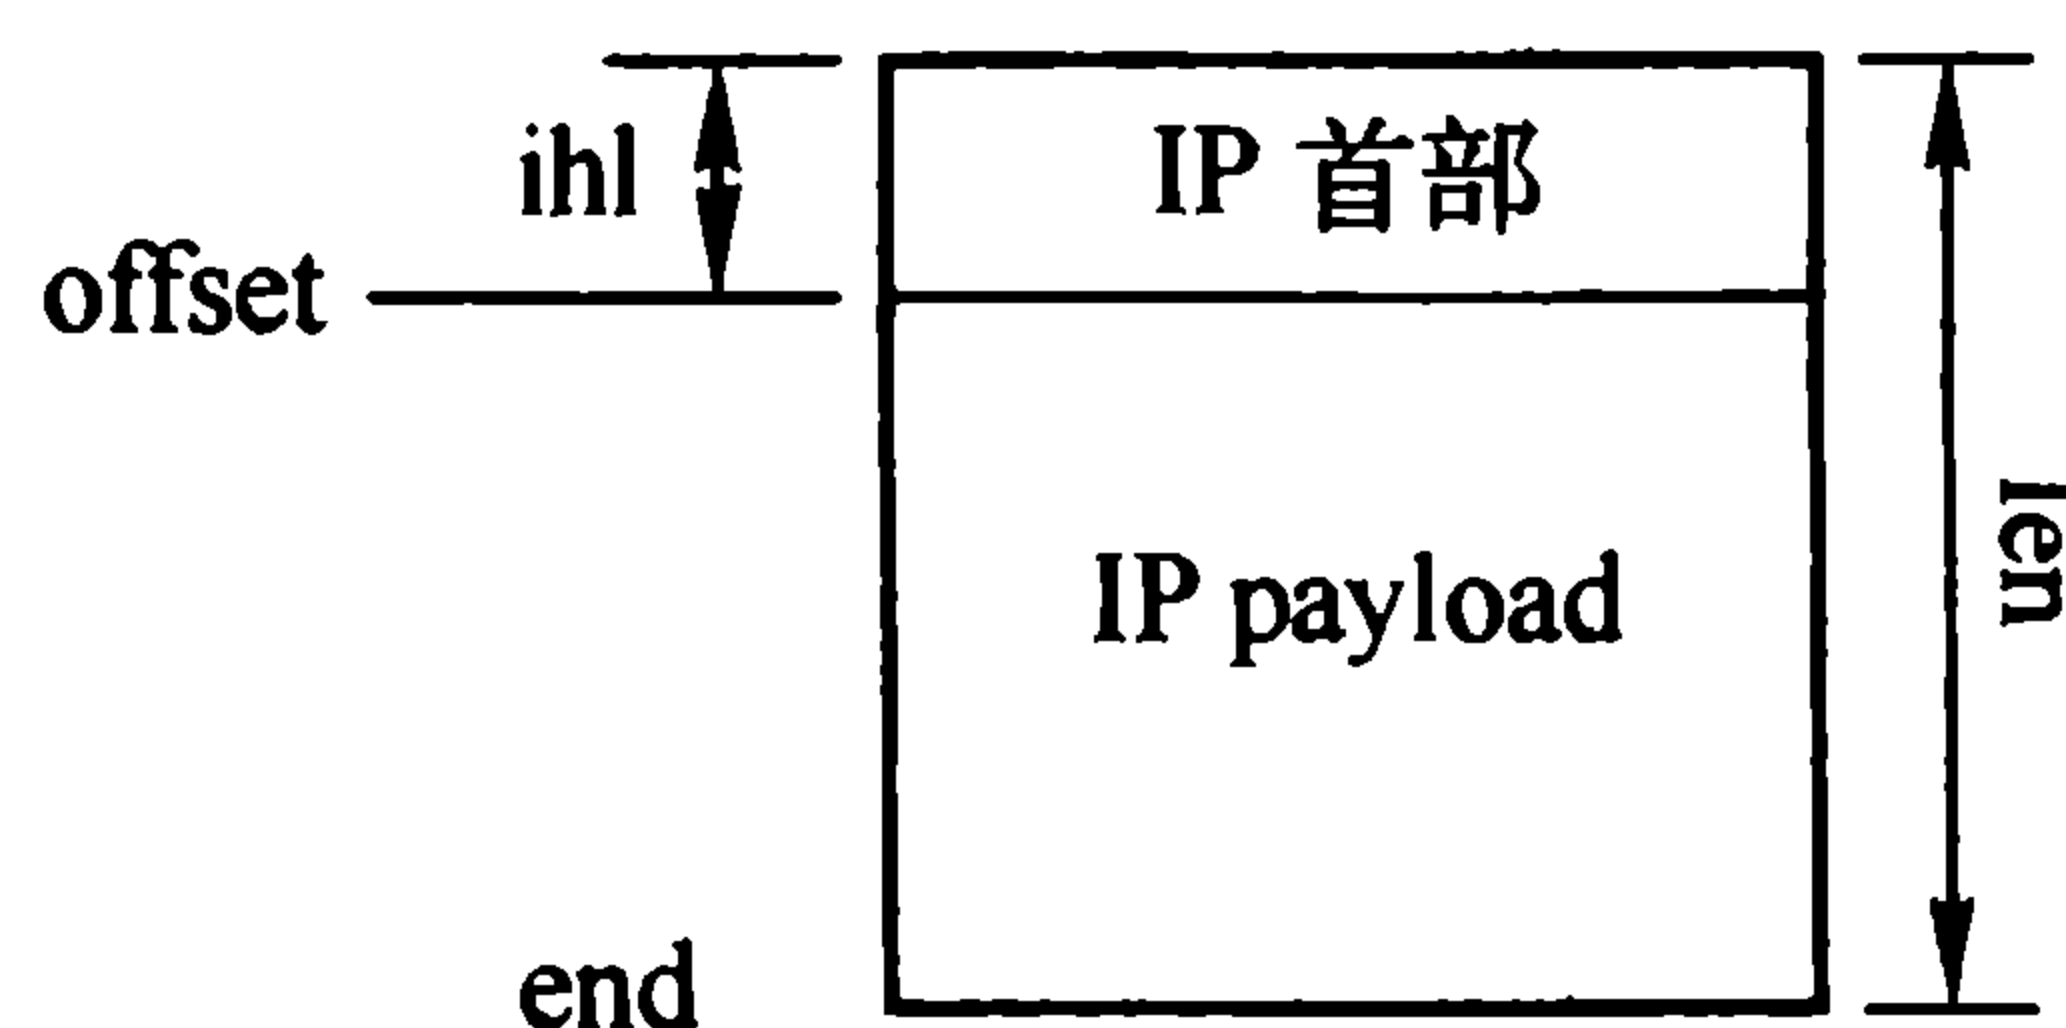 ihl
IP 首部
offset
len
IP payload
end